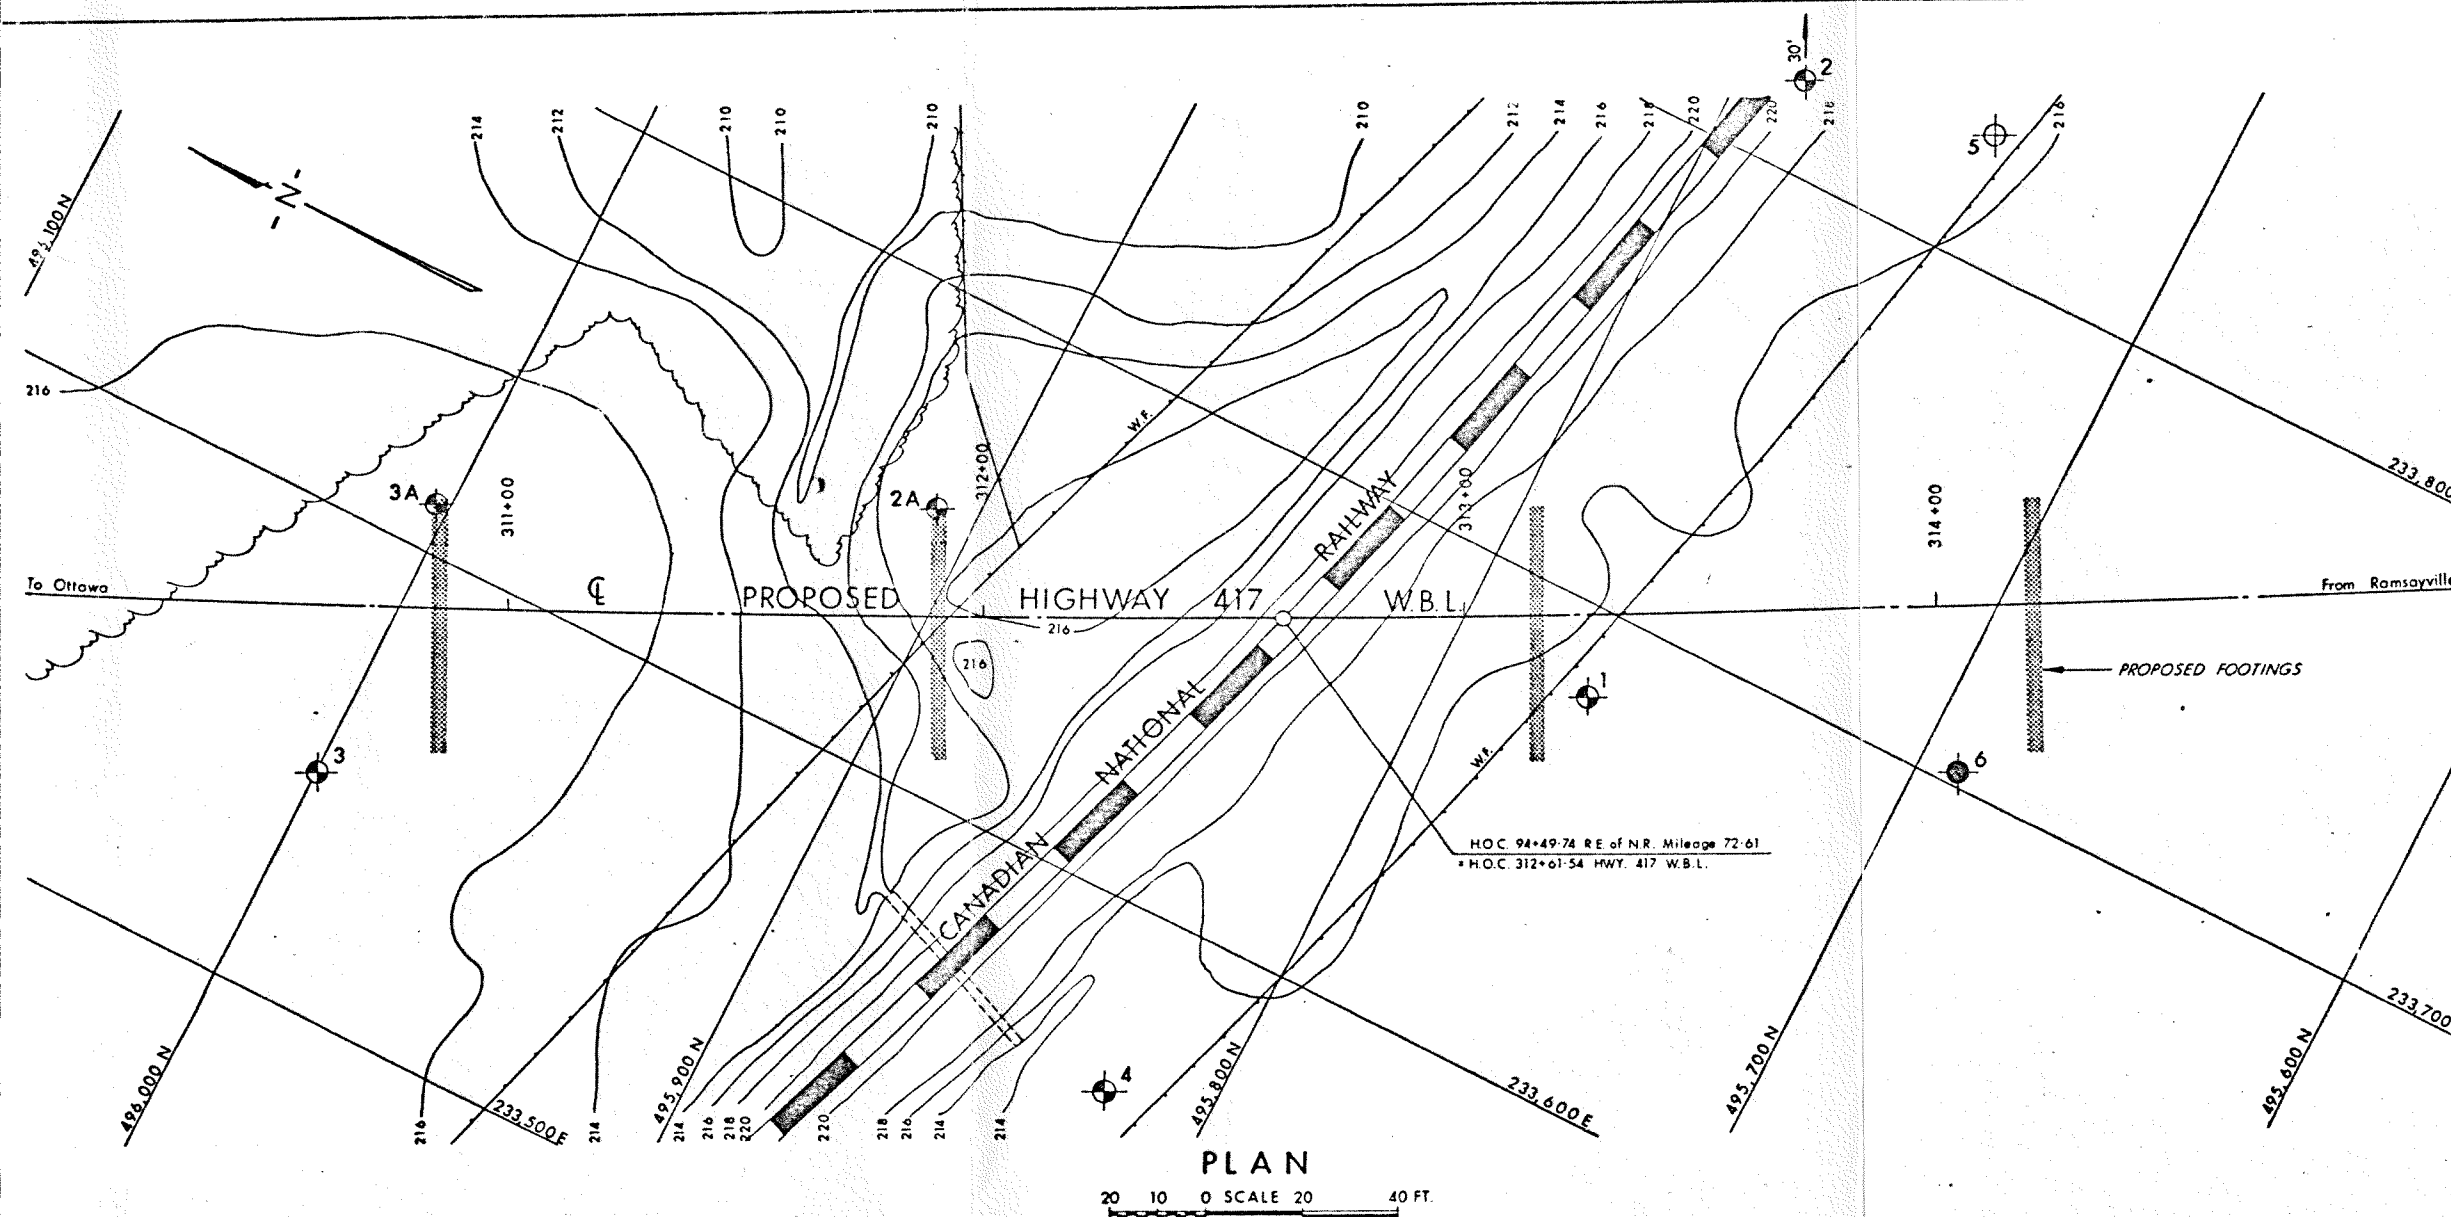 30'
2
214
212
210
210
210
210
212
214
216
218
220
220
218
216
5
N
496,100 N
216
3A
311+00
2A
312+00
W.F.
RAILWAY
313+00
314+00
233,800
To Ottawa
℄ PROPOSED HIGHWAY 417 W.B.L.
From Ramsayville
216
216
PROPOSED FOOTINGS
1
NATIONAL
3
W.F.
6
H.O.C. 94+49·74 R E. of N.R. Mileage 72·61
= H.O.C. 312+61·54 HWY. 417 W.B.L.
CANADIAN
233,700
496,000 N
495,900 N
495,800 N
495,700 N
495,600 N
4
233,500 E
233,600 E
216
214
214
216
218
220
220
218
216
214
214
PLAN
20 10 0 SCALE 20 40 FT.